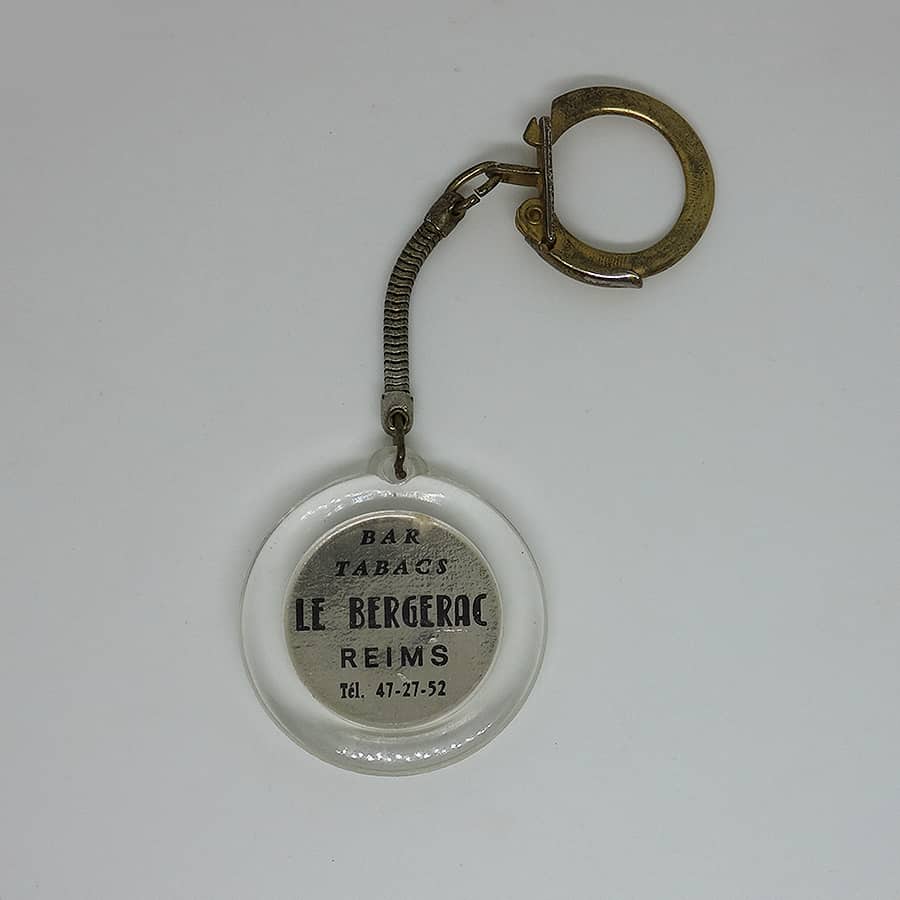 BAR
TABACS
LE BERGERAC
REIMS
Tél. 47-27-52